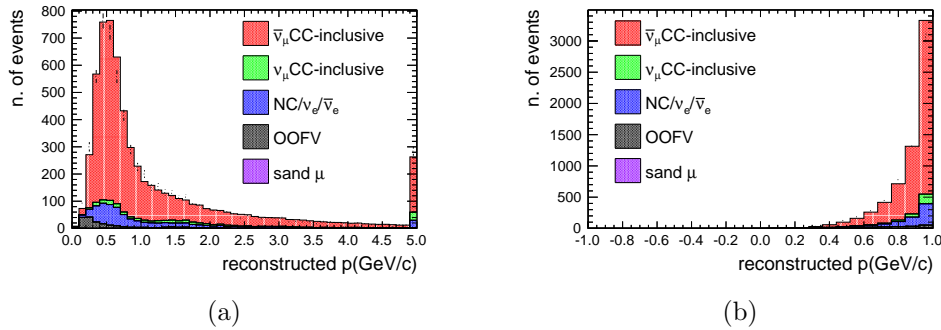 n. of events
800
700
600
500
400
300
200
100
0
ν̅μCC-inclusive
νμCC-inclusive
NC/νe/ν̅e
OOFV
sand μ
0.0 0.5 1.0 1.5 2.0 2.5 3.0 3.5 4.0 4.5 5.0
reconstructed p(GeV/c)
(a)
n. of events
3500
3000
2500
2000
1500
1000
500
0
ν̅μCC-inclusive
νμCC-inclusive
NC/νe/ν̅e
OOFV
sand μ
-1.0 -0.8 -0.6 -0.4 -0.2 0.0 0.2 0.4 0.6 0.8 1.0
reconstructed p(GeV/c)
(b)